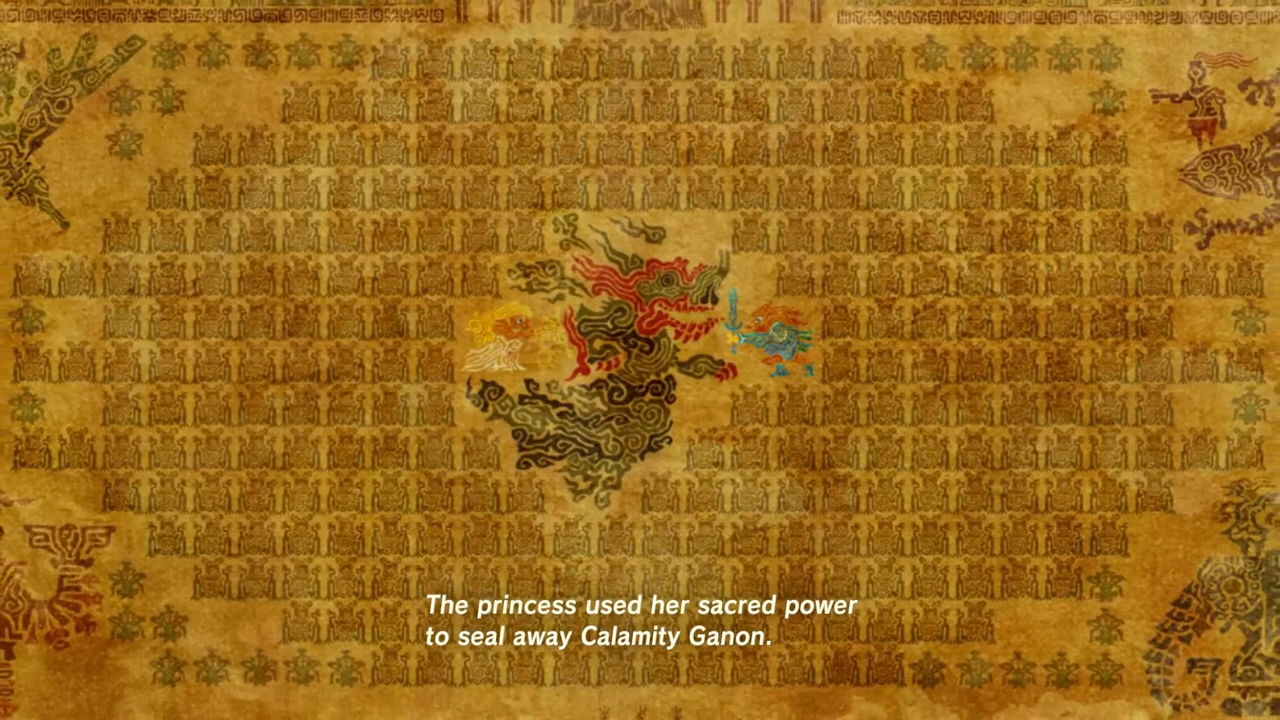 The princess used her sacred power
to seal away Calamity Ganon.